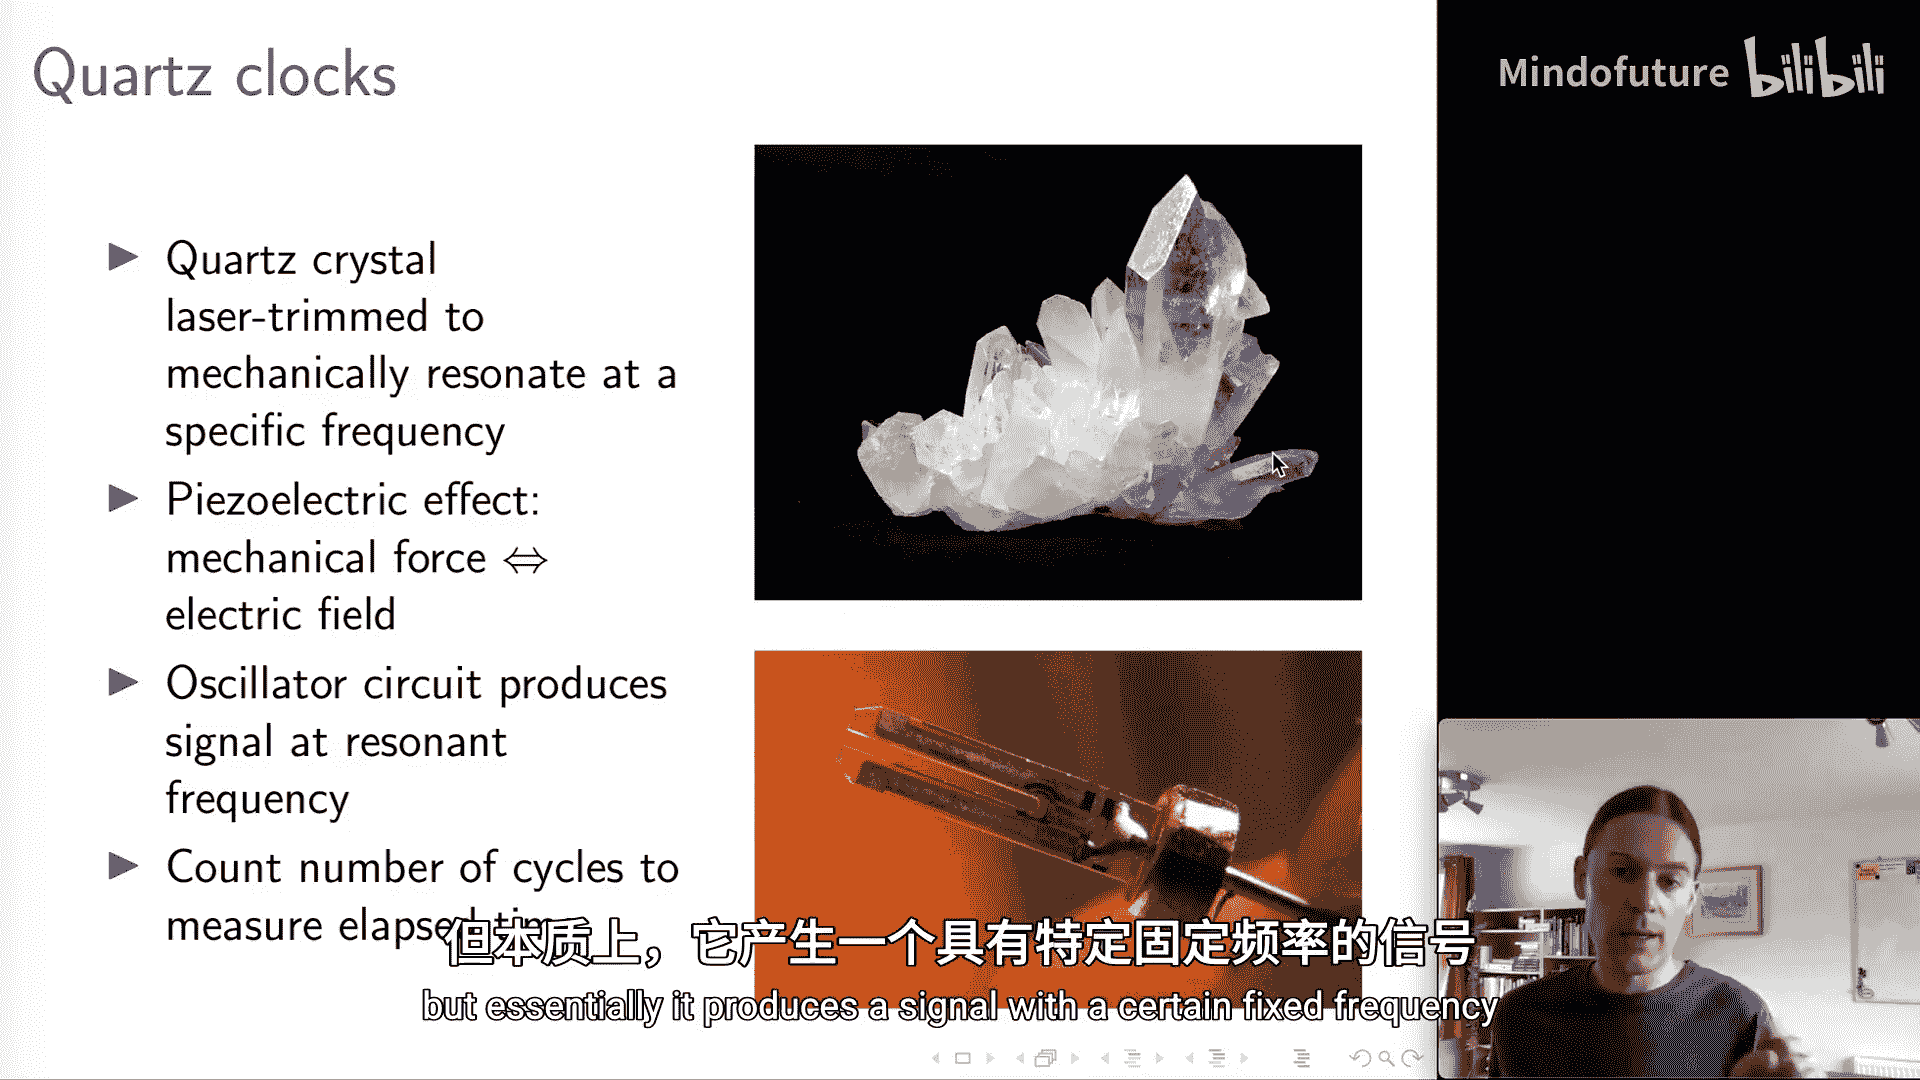 Quartz clocks
Mindofuture bilibili
Quartz crystal
laser-trimmed to
mechanically resonate at a
specific frequency
Piezoelectric effect:
mechanical force ⇔
electric field
Oscillator circuit produces
signal at resonant
frequency
Count number of cycles to
measure elapsed
但本质上，它产生一个具有特定固定频率的信号
but essentially it produces a signal with a certain fixed frequency